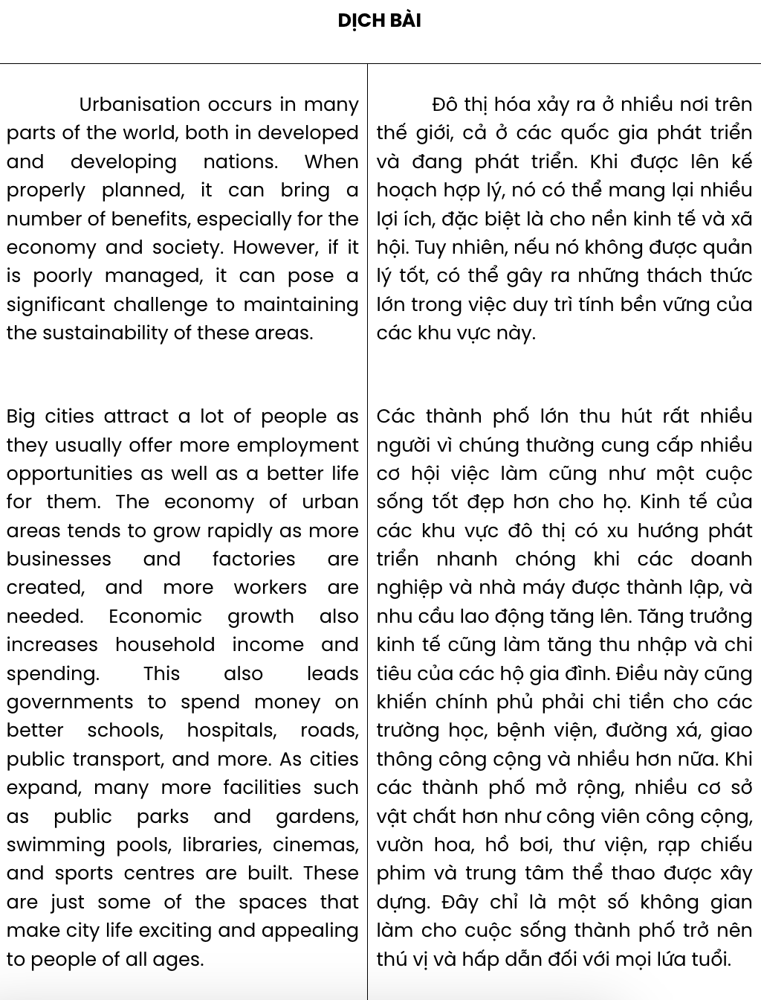 DỊCH BÀI
Urbanisation occurs in many
parts of the world, both in developed
and developing nations. When
properly planned, it can bring a
number of benefits, especially for the
economy and society. However, if it
is poorly managed, it can pose a
significant challenge to maintaining
the sustainability of these areas.
Big cities attract a lot of people as
they usually offer more employment
opportunities as well as a better life
for them. The economy of urban
areas tends to grow rapidly as more
businesses and factories are
created, and more workers are
needed. Economic growth also
increases household income and
spending. This also leads
governments to spend money on
better schools, hospitals, roads,
public transport, and more. As cities
expand, many more facilities such
as public parks and gardens,
swimming pools, libraries, cinemas,
and sports centres are built. These
are just some of the spaces that
make city life exciting and appealing
to people of all ages.
Đô thị hóa xảy ra ở nhiều nơi trên
thế giới, cả ở các quốc gia phát triển
và đang phát triển. Khi được lên kế
hoạch hợp lý, nó có thể mang lại nhiều
lợi ích, đặc biệt là cho nền kinh tế và xã
hội. Tuy nhiên, nếu nó không được quản
lý tốt, có thể gây ra những thách thức
lớn trong việc duy trì tính bền vững của
các khu vực này.
Các thành phố lớn thu hút rất nhiều
người vì chúng thường cung cấp nhiều
cơ hội việc làm cũng như một cuộc
sống tốt đẹp hơn cho họ. Kinh tế của
các khu vực đô thị có xu hướng phát
triển nhanh chóng khi các doanh
nghiệp và nhà máy được thành lập, và
nhu cầu lao động tăng lên. Tăng trưởng
kinh tế cũng làm tăng thu nhập và chi
tiêu của các hộ gia đình. Điều này cũng
khiến chính phủ phải chi tiền cho các
trường học, bệnh viện, đường xá, giao
thông công cộng và nhiều hơn nữa. Khi
các thành phố mở rộng, nhiều cơ sở
vật chất hơn như công viên công cộng,
vườn hoa, hồ bơi, thư viện, rạp chiếu
phim và trung tâm thể thao được xây
dựng. Đây chỉ là một số không gian
làm cho cuộc sống thành phố trở nên
thú vị và hấp dẫn đối với mọi lứa tuổi.